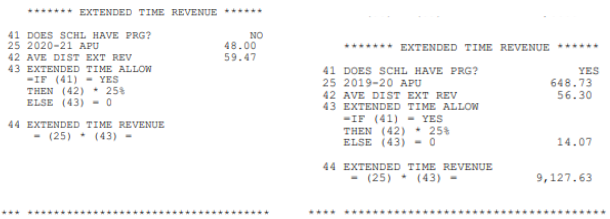 ******* EXTENDED TIME REVENUE ******
41 DOES SCHL HAVE PRG? NO
25 2020-21 APU 48.00
42 AVE DIST EXT REV 59.47
43 EXTENDED TIME ALLOW
=IF (41) = YES
THEN (42) * 25%
ELSE (43) = 0
44 EXTENDED TIME REVENUE
= (25) * (43) =
*** **************************************
******* EXTENDED TIME REVENUE ******
41 DOES SCHL HAVE PRG? YES
25 2019-20 APU 648.73
42 AVE DIST EXT REV 56.30
43 EXTENDED TIME ALLOW
=IF (41) = YES
THEN (42) * 25%
ELSE (43) = 0 14.07
44 EXTENDED TIME REVENUE
= (25) * (43) = 9,127.63
**** **************************************